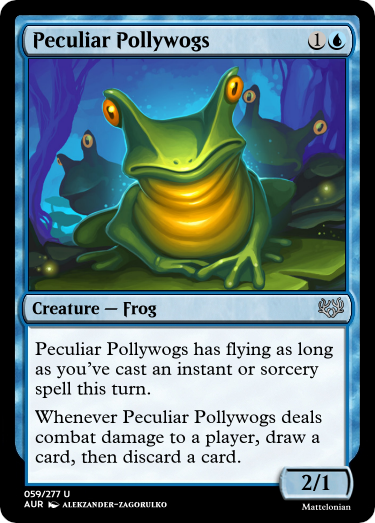 Peculiar Pollywogs 1
Creature — Frog
Peculiar Pollywogs has flying as long
as you've cast an instant or sorcery
spell this turn.
Whenever Peculiar Pollywogs deals
combat damage to a player, draw a
card, then discard a card.
2/1
059/277 U
AUR ALEKZANDER-ZAGORULKO
Mattelonian